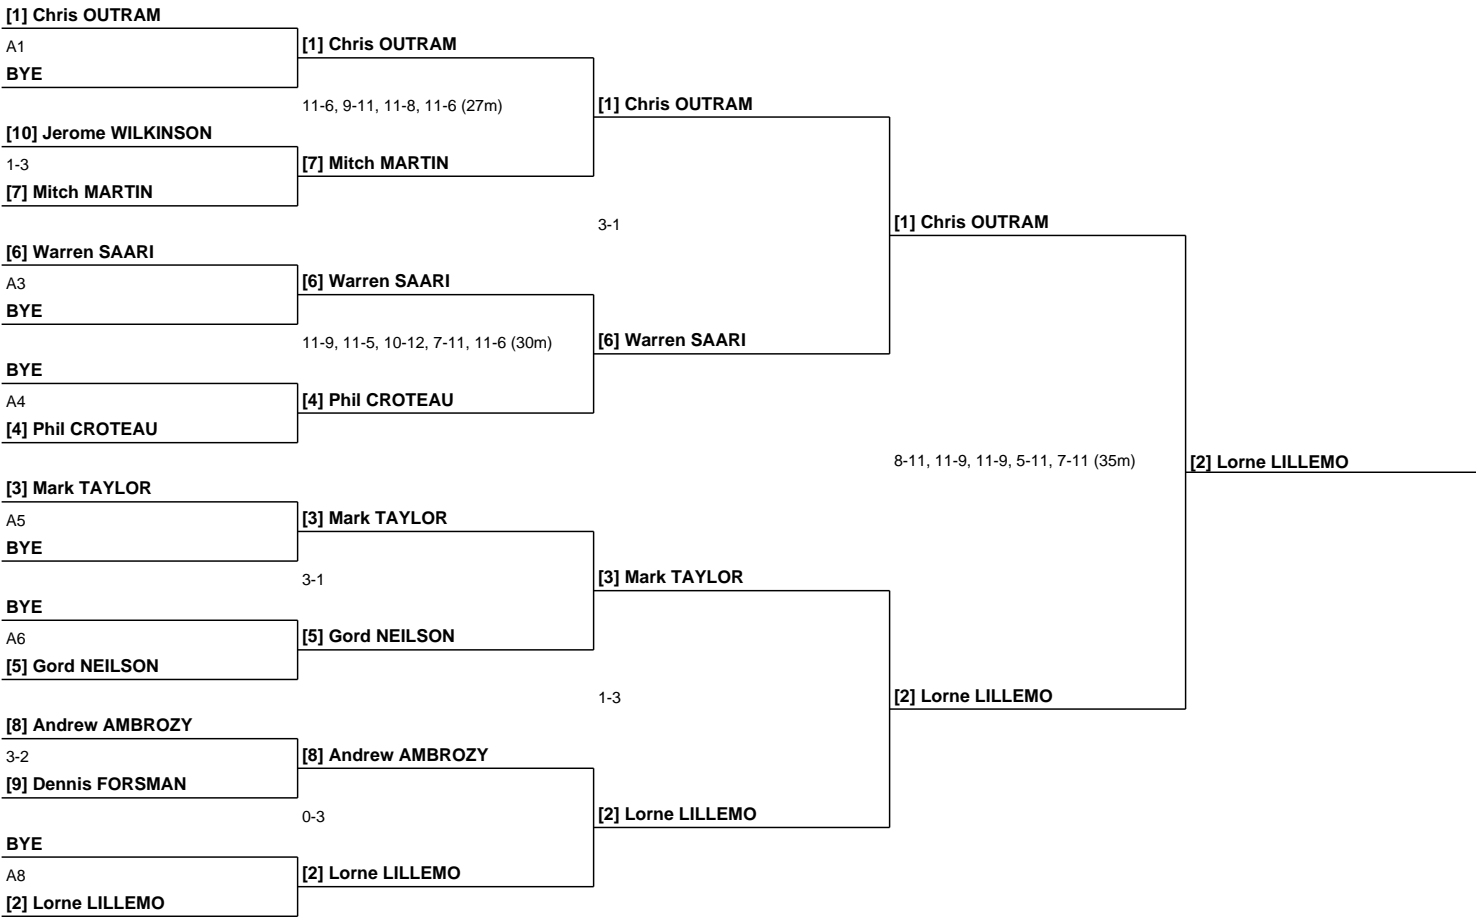 [1] Chris OUTRAM
A1
BYE
[10] Jerome WILKINSON
1-3
[7] Mitch MARTIN
[6] Warren SAARI
A3
BYE
BYE
A4
[4] Phil CROTEAU
[3] Mark TAYLOR
A5
BYE
BYE
A6
[5] Gord NEILSON
[8] Andrew AMBROZY
3-2
[9] Dennis FORSMAN
BYE
A8
[2] Lorne LILLEMO
[1] Chris OUTRAM
11-6, 9-11, 11-8, 11-6 (27m)
[7] Mitch MARTIN
[6] Warren SAARI
11-9, 11-5, 10-12, 7-11, 11-6 (30m)
[4] Phil CROTEAU
[3] Mark TAYLOR
3-1
[5] Gord NEILSON
[8] Andrew AMBROZY
0-3
[2] Lorne LILLEMO
[1] Chris OUTRAM
3-1
[6] Warren SAARI
[3] Mark TAYLOR
1-3
[2] Lorne LILLEMO
[1] Chris OUTRAM
8-11, 11-9, 11-9, 5-11, 7-11 (35m)
[2] Lorne LILLEMO
[2] Lorne LILLEMO